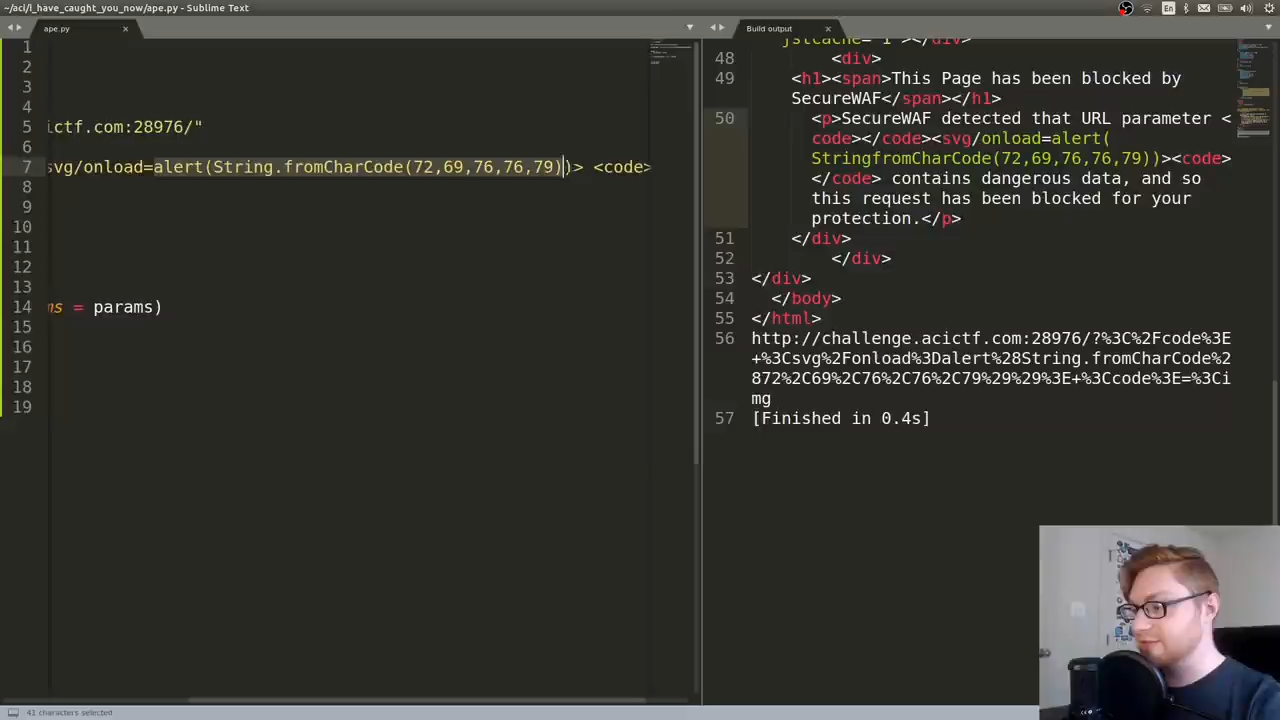 ~/aci/I_have_caught_you_now/ape.py - Sublime Text
En
ape.py
Build output
1
2
3
4
5 ictf.com:28976/"
6
7 svg/onload=alert(String.fromCharCode(72,69,76,76,79))> <code>
8
9
10
11
12
13
14 ms = params)
15
16
17
18
19
jstcache="1"></div>
48 <div>
49 <h1><span>This Page has been blocked by
SecureWAF</span></h1>
50 <p>SecureWAF detected that URL parameter <
code></code><svg/onload=alert(
StringfromCharCode(72,69,76,76,79))><code>
</code> contains dangerous data, and so
this request has been blocked for your
protection.</p>
51 </div>
52 </div>
53 </div>
54 </body>
55 </html>
56 http://challenge.acictf.com:28976/?%3C%2Fcode%3E
+%3Csvg%2Fonload%3Dalert%28String.fromCharCode%2
872%2C69%2C76%2C76%2C79%29%29%3E+%3Ccode%3E=%3Ci
mg
57 [Finished in 0.4s]
41 characters selected